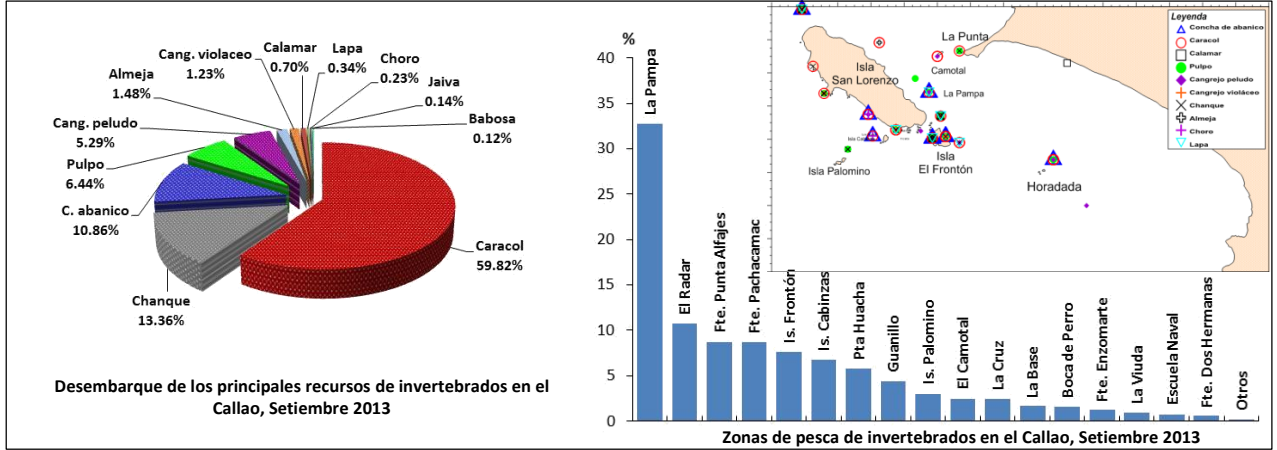 Calamar
0.70%
Lapa
0.34%
Choro
0.23%
Jaiva
0.14%
Babosa
0.12%
Cang. violaceo
1.23%
Almeja
1.48%
Cang. peludo
5.29%
Pulpo
6.44%
C. abanico
10.86%
Chanque
13.36%
Caracol
59.82%
Desembarque de los principales recursos de invertebrados en el
Callao, Setiembre 2013
%
40
35
30
25
20
15
10
5
0
La Pampa
El Radar
Fte. Punta Alfajes
Fte. Pachacamac
Is. Frontón
Is. Cabinzas
Pta Huacha
Guanillo
Is. Palomino
El Camotal
La Cruz
La Base
Boca de Perro
Fte. Enzomarte
La Viuda
Escuela Naval
Fte. Dos Hermanas
Otros
Zonas de pesca de invertebrados en el Callao, Setiembre 2013
La Punta
Camotal
Isla
San Lorenzo
La Pampa
Isla Palomino
Isla
El Frontón
Horadada
Leyenda
Concha de abanico
Caracol
Calamar
Pulpo
Cangrejo peludo
Cangrejo violáceo
Chanque
Almeja
Choro
Lapa